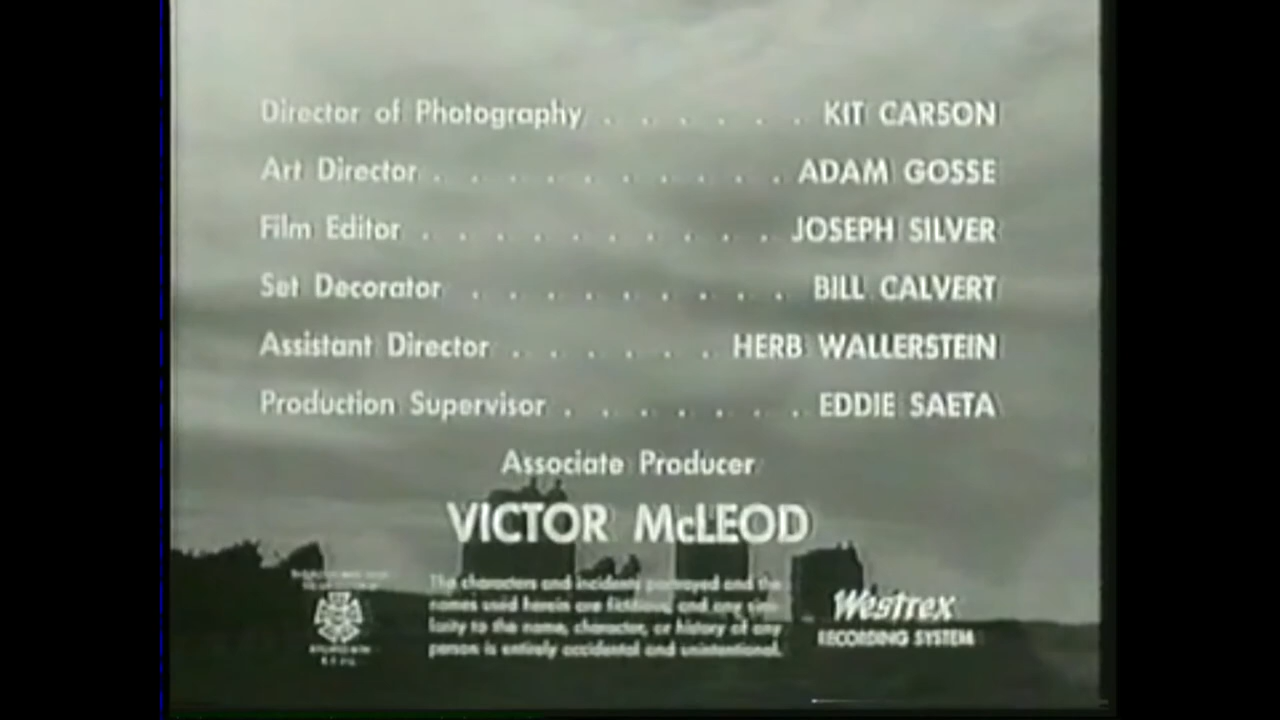 Director of Photography . . . . . . KIT CARSON
Art Director . . . . . . . . . . ADAM GOSSE
Film Editor . . . . . . . . . . JOSEPH SILVER
Set Decorator . . . . . . . . . BILL CALVERT
Assistant Director . . . . . . HERB WALLERSTEIN
Production Supervisor . . . . . . . EDDIE SAETA
Associate Producer
VICTOR McLEOD
The characters and incidents portrayed and the
names used herein are fictitious, and any simi-
larity to the name, character, or history of any
person is entirely accidental and unintentional.
Westrex
RECORDING SYSTEM